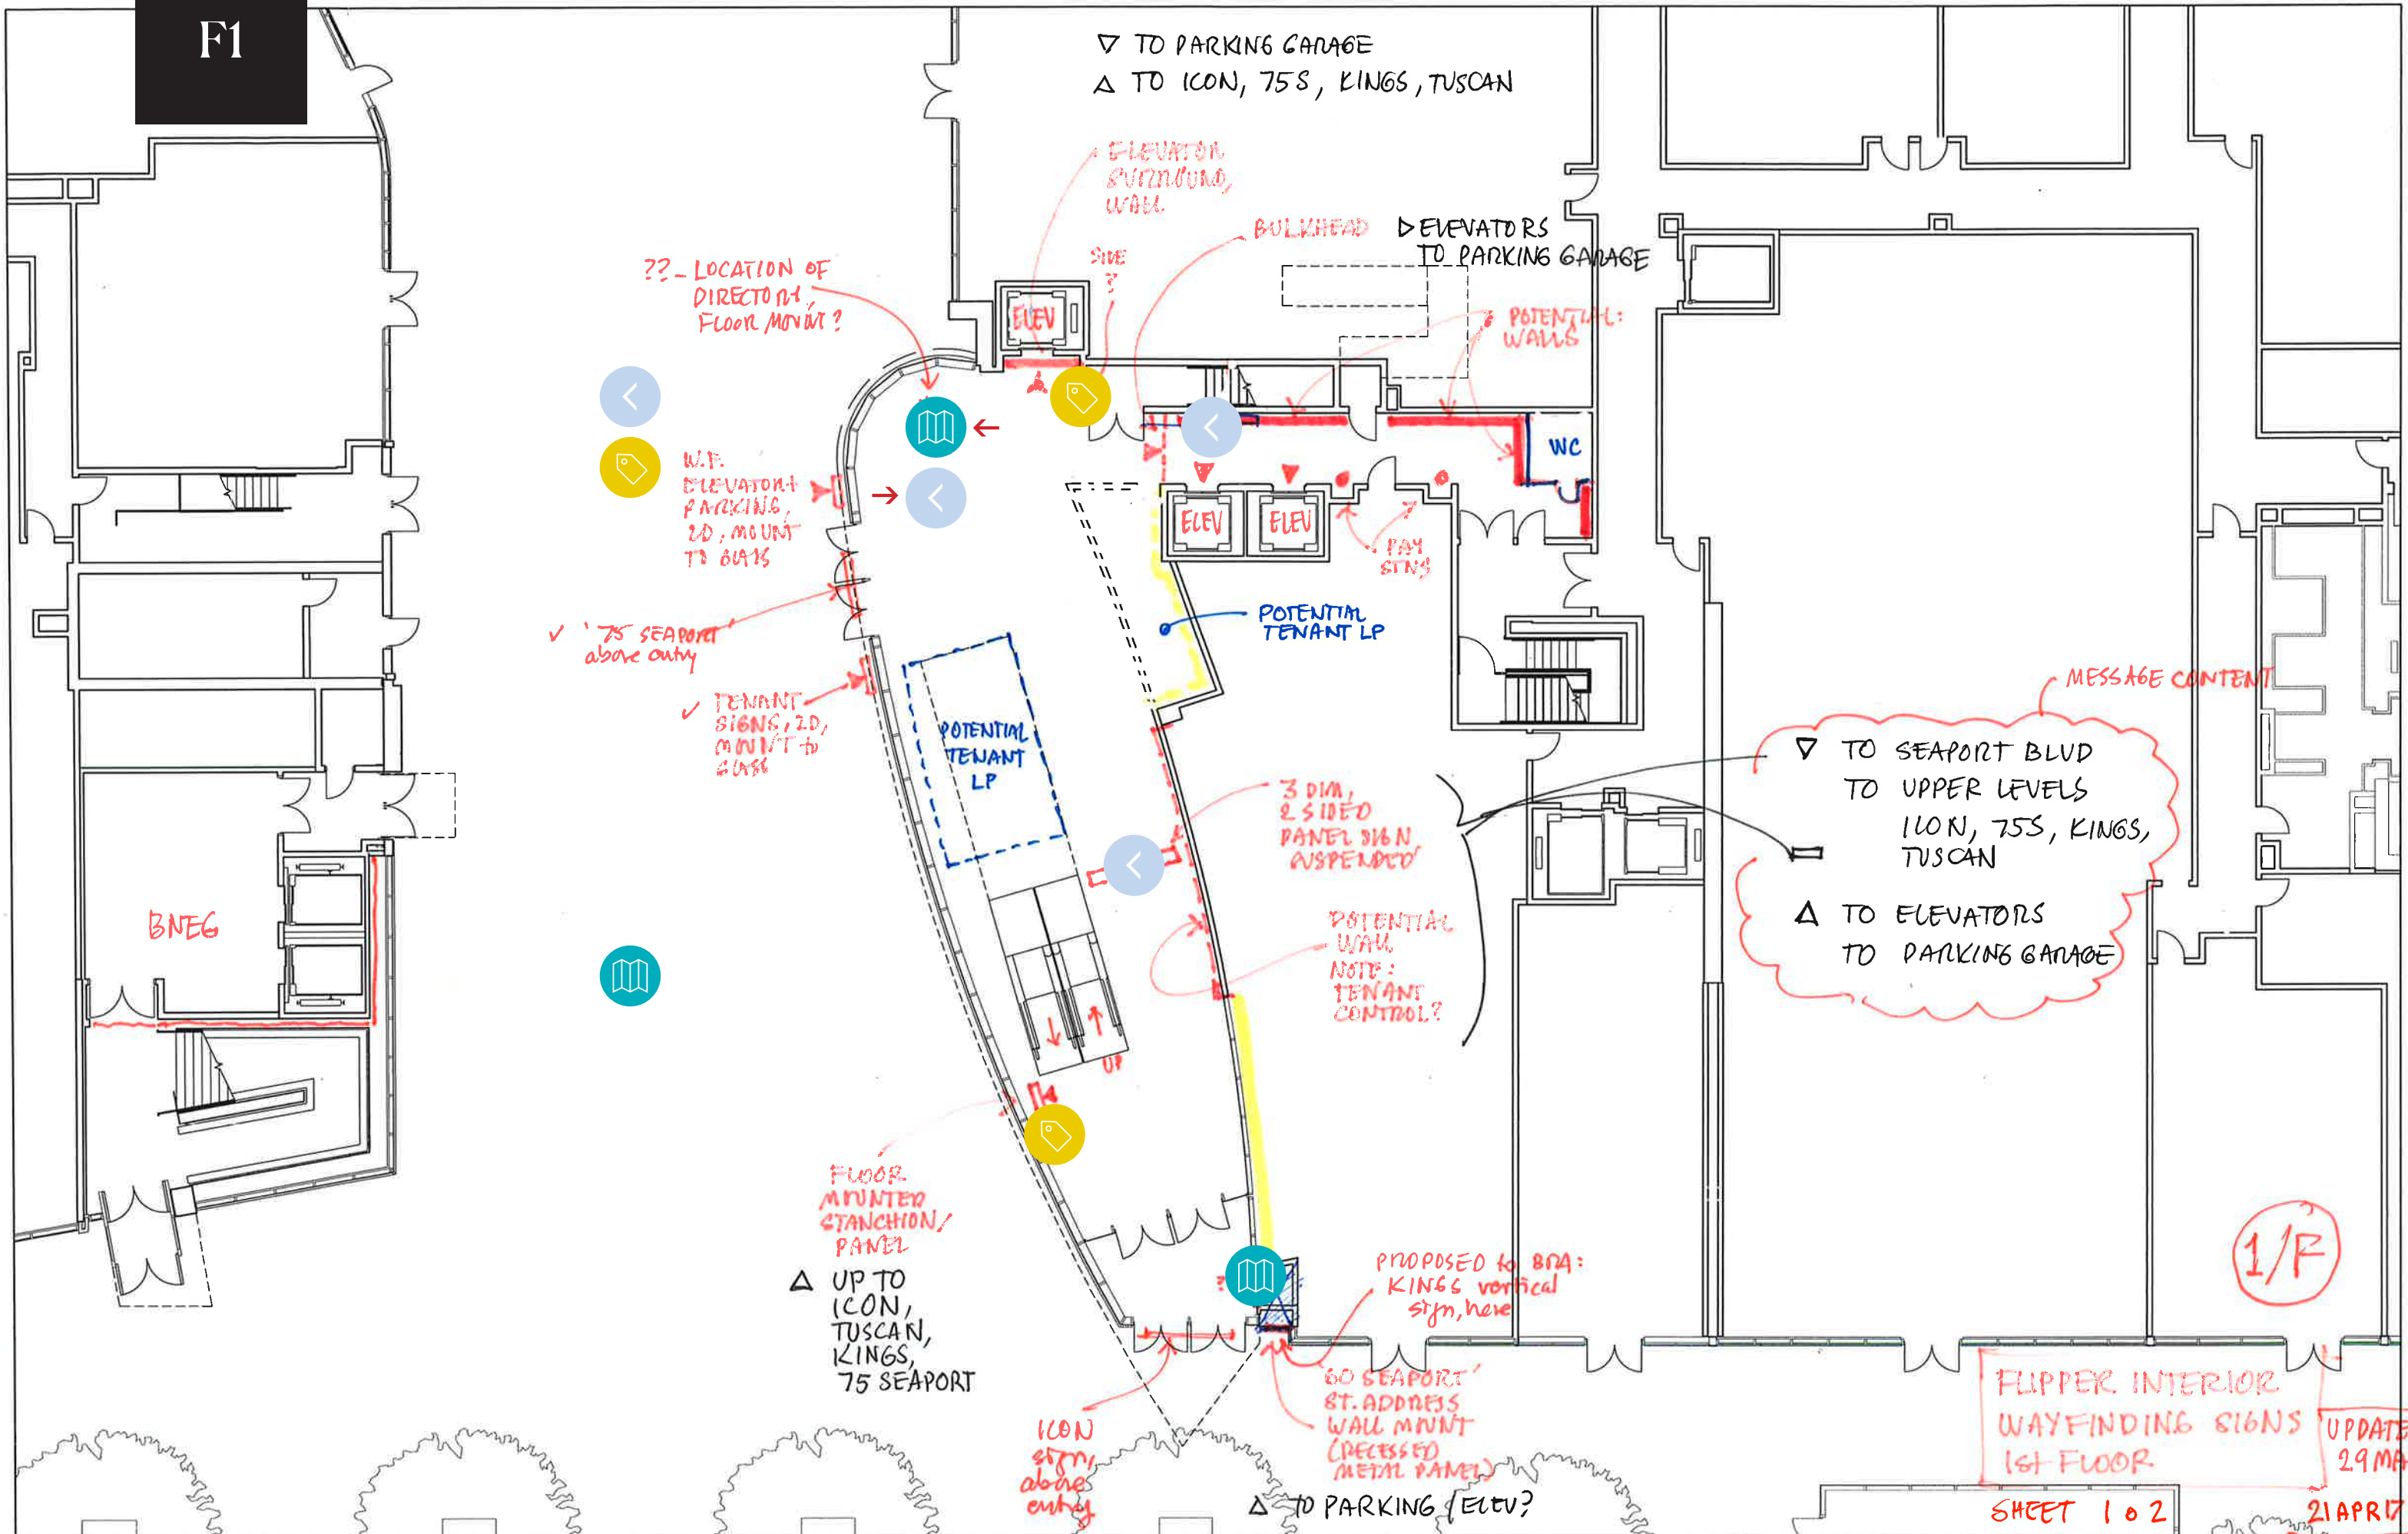 F1
▽ TO PARKING GARAGE
△ TO ICON, 75S, KINGS, TUSCAN
ELEVATOR
SURROUND,
WALL
BULKHEAD
▷ ELEVATORS
TO PARKING GARAGE
SIDE
?
??- LOCATION OF
DIRECTORY,
FLOOR MOUNT?
ELEV
POTENTIAL:
WALLS
WC
W.F.
ELEVATOR+
PARKING,
2D, MOUNT
TO GLASS
ELEV
ELEV
?
PAY
STNS
✓ '75 SEAPORT'
above entry
POTENTIAL
TENANT LP
✓ TENANT
SIGNS, 2D,
MOUNT to
GLASS
POTENTIAL
TENANT
LP
MESSAGE CONTENT
▽ TO SEAPORT BLVD
TO UPPER LEVELS
ICON, 75S, KINGS,
TUSCAN
△ TO ELEVATORS
TO PARKING GARAGE
3 DIM,
2 SIDED
PANEL SIGN
SUSPENDED
POTENTIAL
WALL
NOTE:
TENANT
CONTROL?
BNEG
UP
FLOOR
MOUNTED
STANCHION/
PANEL
△ UP TO
ICON,
TUSCAN,
KINGS,
75 SEAPORT
?
PROPOSED to BRA:
KINGS vertical
sign, here
'60 SEAPORT'
ST. ADDRESS
WALL MOUNT
(RECESSED
METAL PANEL)
ICON
sign,
above
entry
△ TO PARKING / ELEV?
1/F
FLIPPER INTERIOR
WAYFINDING SIGNS
1st FLOOR
UPDATE
29 MA
SHEET 1 o 2
21 APR 17